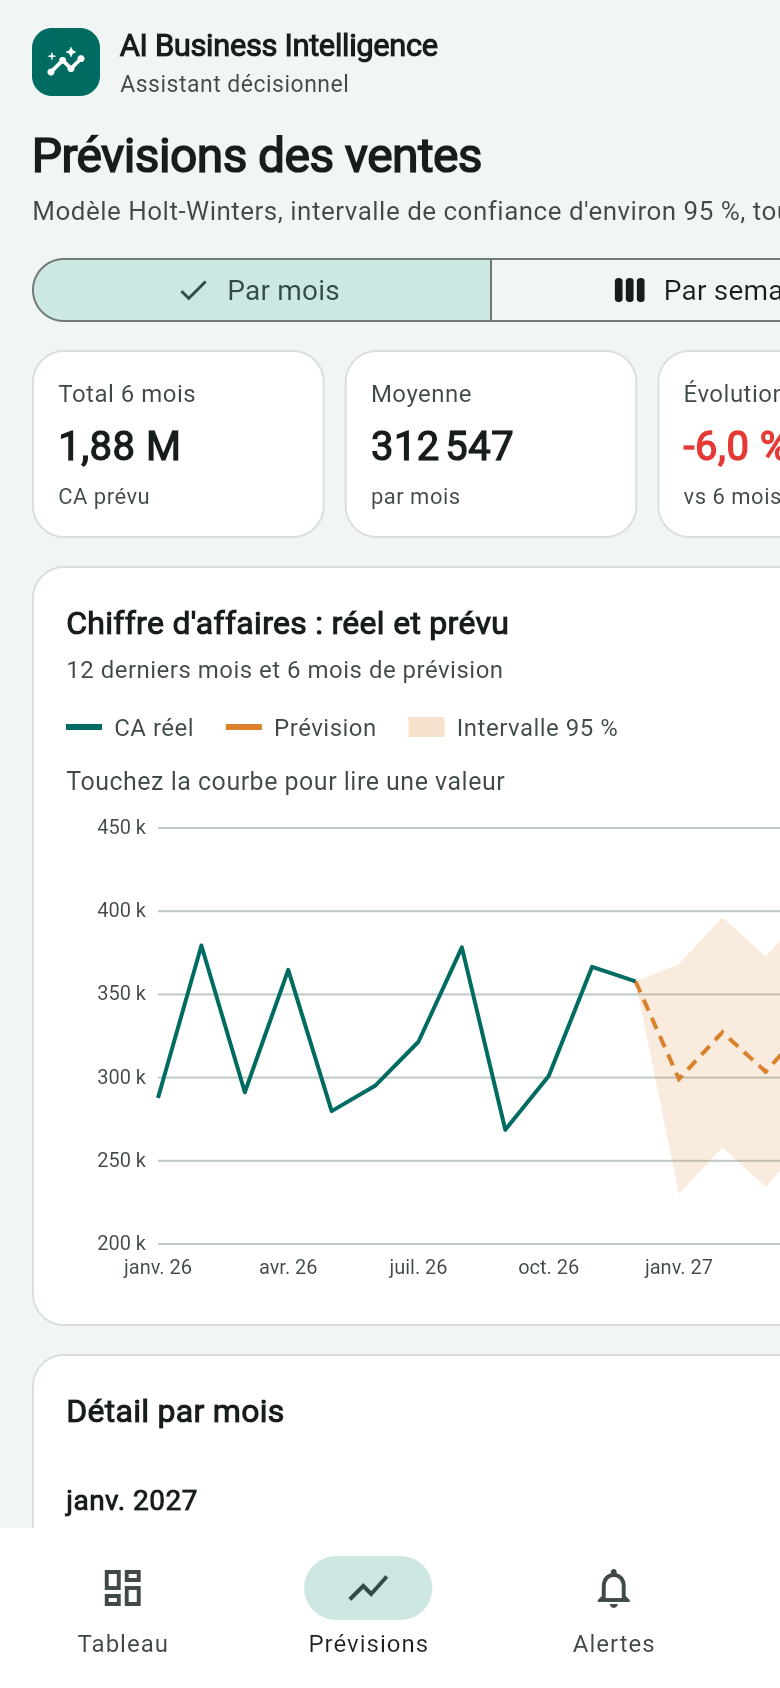 AI Business Intelligence
Assistant décisionnel
Prévisions des ventes
Modèle Holt-Winters, intervalle de confiance d'environ 95 %,
Par mois
Par
Total 6 mois
1,88 M
CA prévu
Moyenne
312 547
par mois
Évolution
-6,0 %
vs 6 mois
Chiffre d'affaires : réel et prévu
12 derniers mois et 6 mois de prévision
CA réel Prévision Intervalle 95 %
Touchez la courbe pour lire une valeur
450 k
400 k
350 k
300 k
250 k
200 k
janv. 26 avr. 26 juil. 26 oct. 26 janv. 27
Détail par mois
janv. 2027
Tableau Prévisions Alertes